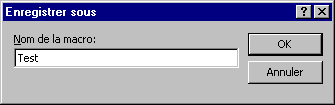 Enregistrer sous
Nom de la macro:
OK
Test
Annuler